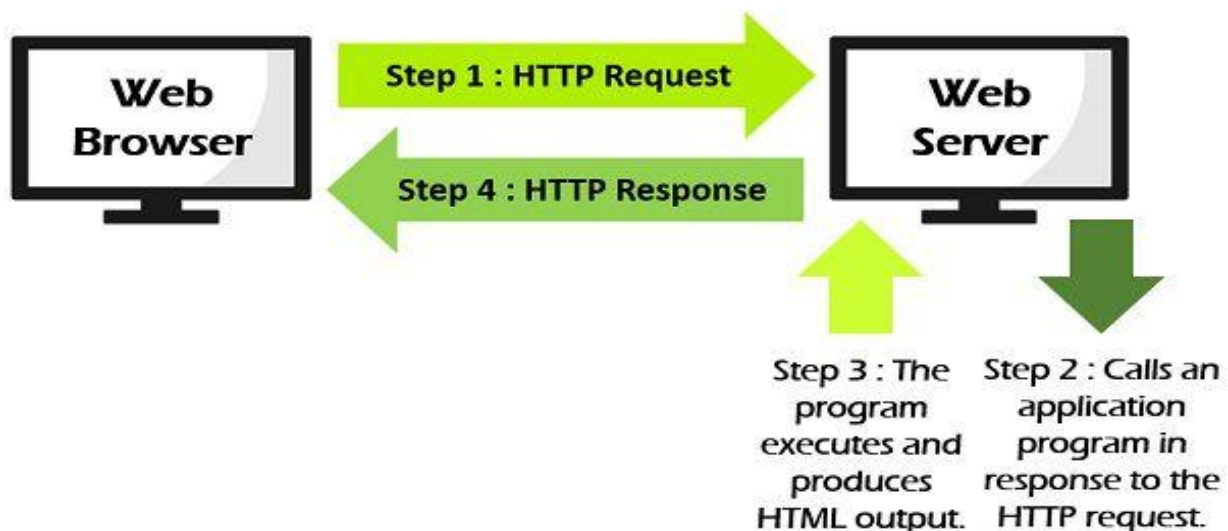 Web
Browser
Step 1 : HTTP Request
Web
Server
Step 4 : HTTP Response
Step 3 : The
program
executes and
produces
HTML output.
Step 2 : Calls an
application
program in
response to the
HTTP request.